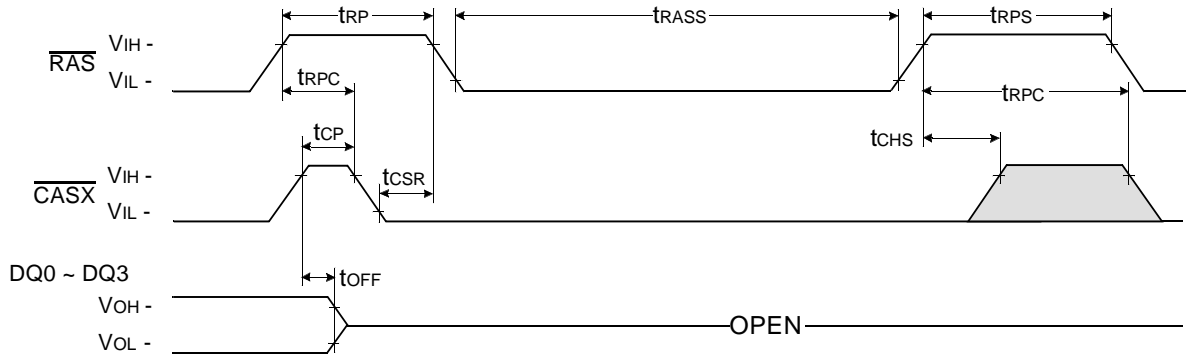 tRP
tRASS
tRPS
RAS
VIH -
VIL -
tRPC
tRPC
tCP
tCHS
CASX
VIH -
VIL -
tCSR
DQ0 ~ DQ3
tOFF
VOH -
VOL -
OPEN